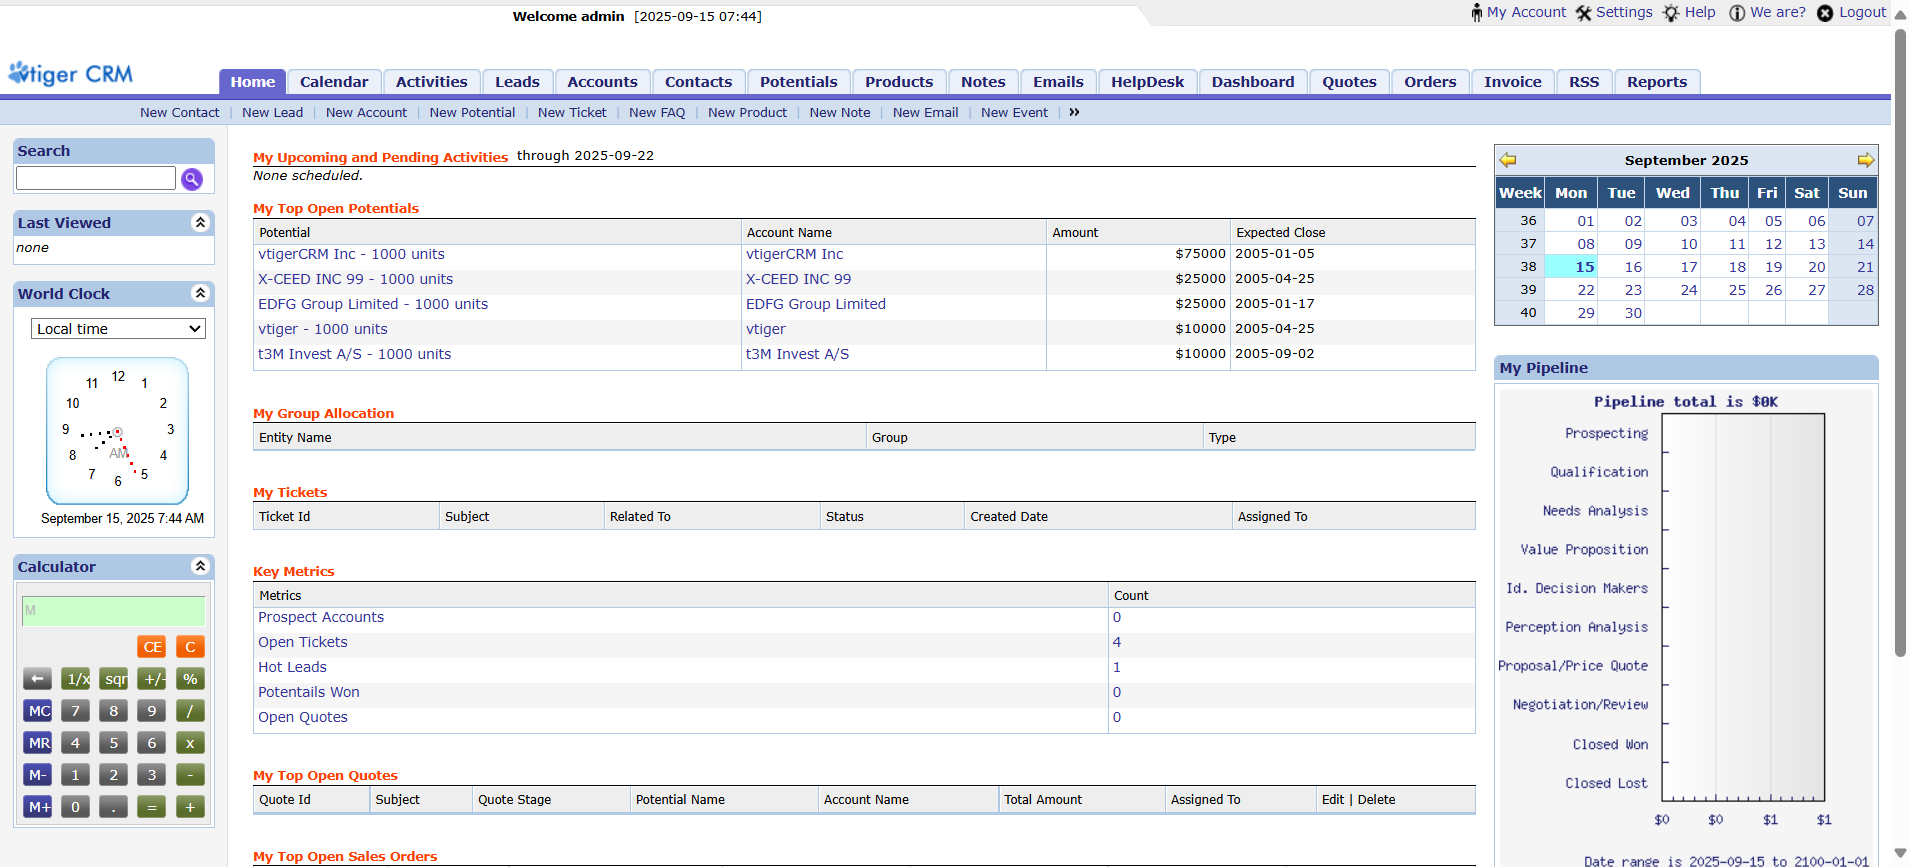 Welcome admin [2025-09-15 07:44]
My Account Settings Help We are? Logout
vtiger CRM
Home Calendar Activities Leads Accounts Contacts Potentials Products Notes Emails HelpDesk Dashboard Quotes Orders Invoice RSS Reports
New Contact | New Lead | New Account | New Potential | New Ticket | New FAQ | New Product | New Note | New Email | New Event | »
Search
Last Viewed
none
World Clock
Local time
12
11 1
10 2
9 3
AM
8 4
7 5
6
September 15, 2025 7:44 AM
Calculator
M
CE C
← 1/x sqr +/- %
MC 7 8 9 /
MR 4 5 6 x
M- 1 2 3 -
M+ 0 . = +
My Upcoming and Pending Activities through 2025-09-22
None scheduled.
My Top Open Potentials
Potential Account Name Amount Expected Close
vtigerCRM Inc - 1000 units vtigerCRM Inc $75000 2005-01-05
X-CEED INC 99 - 1000 units X-CEED INC 99 $25000 2005-04-25
EDFG Group Limited - 1000 units EDFG Group Limited $25000 2005-01-17
vtiger - 1000 units vtiger $10000 2005-04-25
t3M Invest A/S - 1000 units t3M Invest A/S $10000 2005-09-02
My Group Allocation
Entity Name Group Type
My Tickets
Ticket Id Subject Related To Status Created Date Assigned To
Key Metrics
Metrics Count
Prospect Accounts 0
Open Tickets 4
Hot Leads 1
Potentails Won 0
Open Quotes 0
My Top Open Quotes
Quote Id Subject Quote Stage Potential Name Account Name Total Amount Assigned To Edit | Delete
My Top Open Sales Orders
September 2025
Week Mon Tue Wed Thu Fri Sat Sun
36 01 02 03 04 05 06 07
37 08 09 10 11 12 13 14
38 15 16 17 18 19 20 21
39 22 23 24 25 26 27 28
40 29 30
My Pipeline
Pipeline total is $0K
Prospecting
Qualification
Needs Analysis
Value Proposition
Id. Decision Makers
Perception Analysis
Proposal/Price Quote
Negotiation/Review
Closed Won
Closed Lost
$0 $0 $1 $1
Date range is 2025-09-15 to 2100-01-01